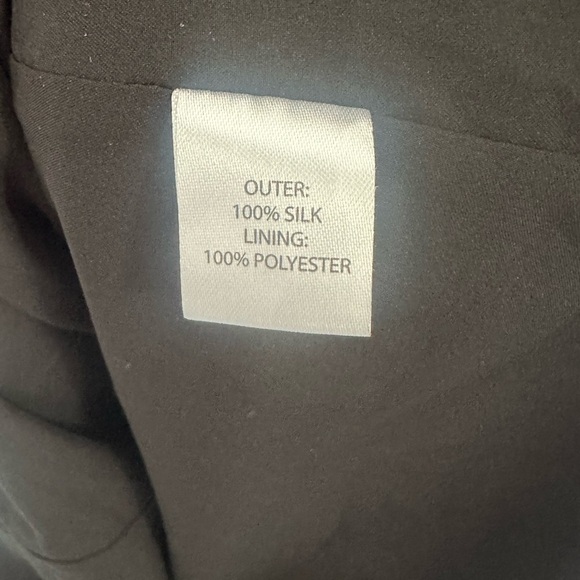 OUTER:
100% SILK
LINING:
100% POLYESTER